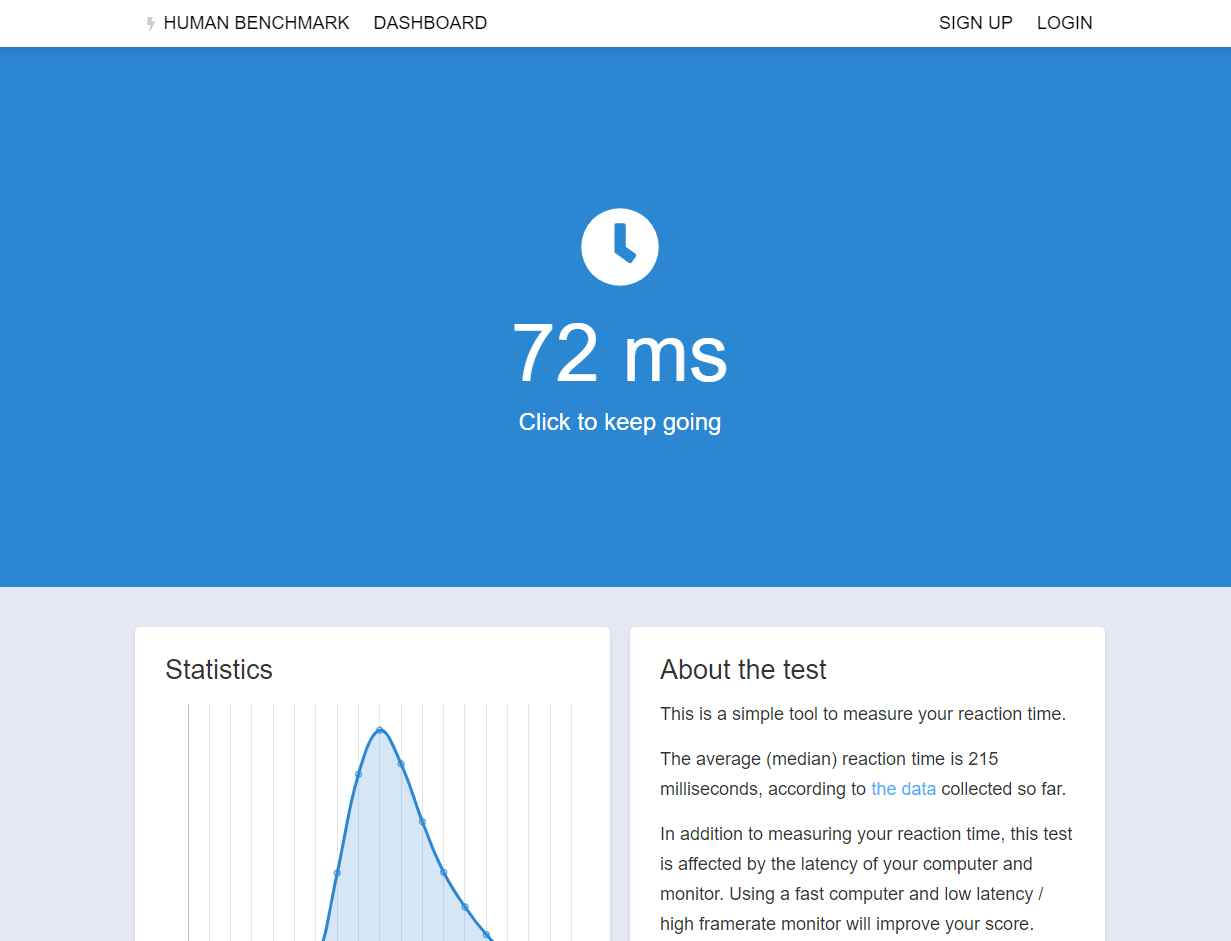 HUMAN BENCHMARK DASHBOARD SIGN UP LOGIN
72 ms
Click to keep going
Statistics
About the test
This is a simple tool to measure your reaction time.
The average (median) reaction time is 215
milliseconds, according to the data collected so far.
In addition to measuring your reaction time, this test
is affected by the latency of your computer and
monitor. Using a fast computer and low latency /
high framerate monitor will improve your score.